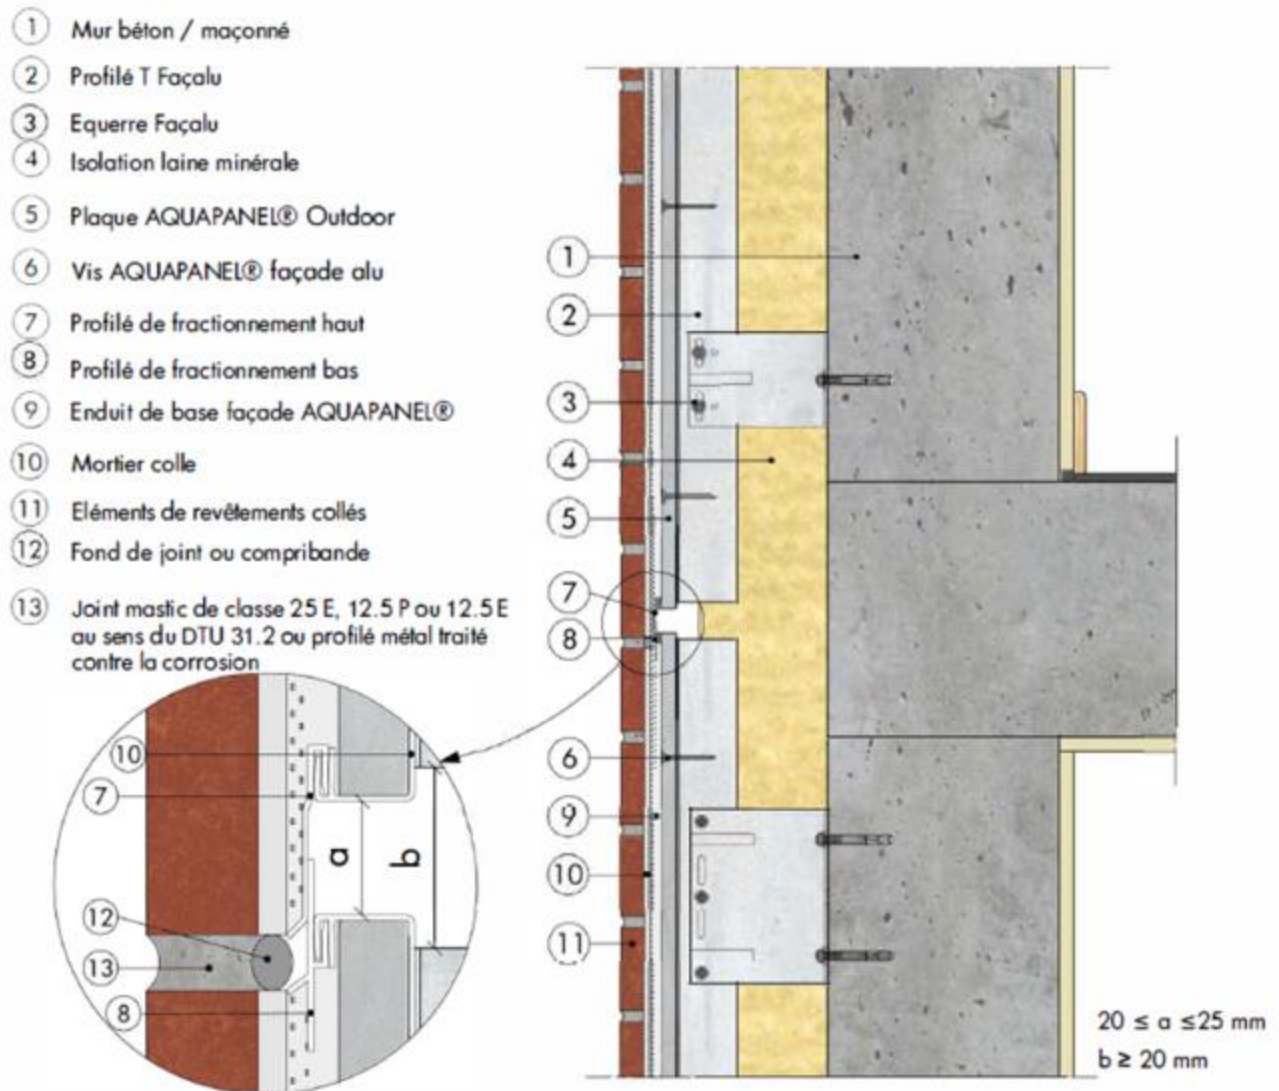 1 Mur béton / maçonné
2 Profilé T Façalu
3 Equerre Façalu
4 Isolation laine minérale
5 Plaque AQUAPANEL® Outdoor
6 Vis AQUAPANEL® façade alu
7 Profilé de fractionnement haut
8 Profilé de fractionnement bas
9 Enduit de base façade AQUAPANEL®
10 Mortier colle
11 Eléments de revêtements collés
12 Fond de joint ou compribande
13 Joint mastic de classe 25 E, 12.5 P ou 12.5 E
au sens du DTU 31.2 ou profilé métal traité
contre la corrosion
10
7
a
b
12
13
8
1
2
3
4
5
7
8
6
9
10
11
20 ≤ a ≤25 mm
b ≥ 20 mm